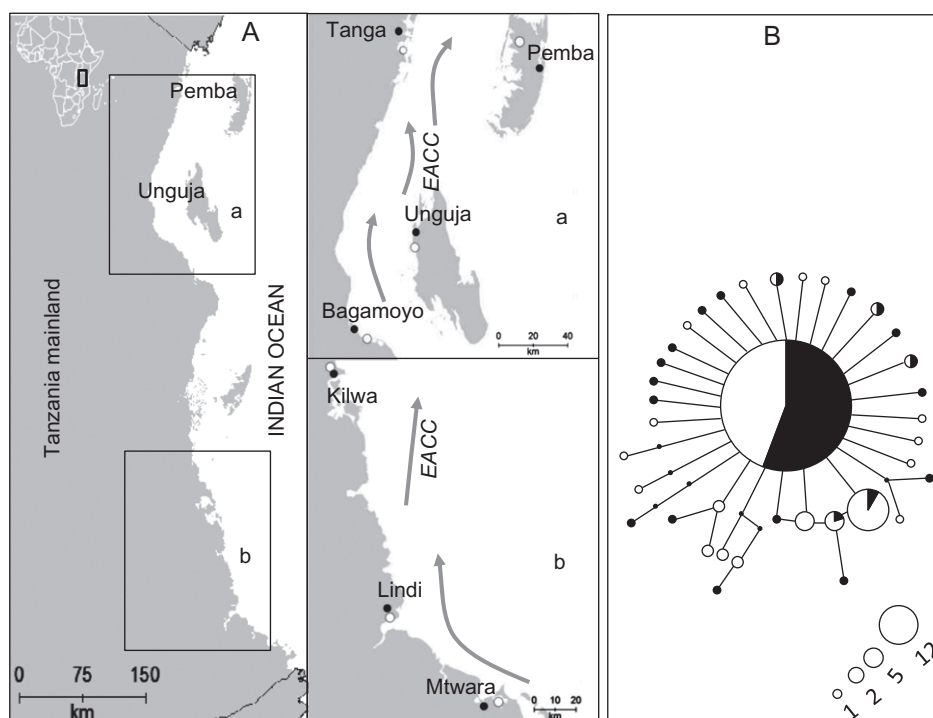 A
Pemba
Unguja
a
Tanzania mainland
INDIAN OCEAN
b
0 75 150
km
Tanga
Pemba
EACC
Unguja
a
Bagamoyo
0 20 40
km
Kilwa
EACC
b
Lindi
Mtwara
0 10 20
km
B
1 2 5 12